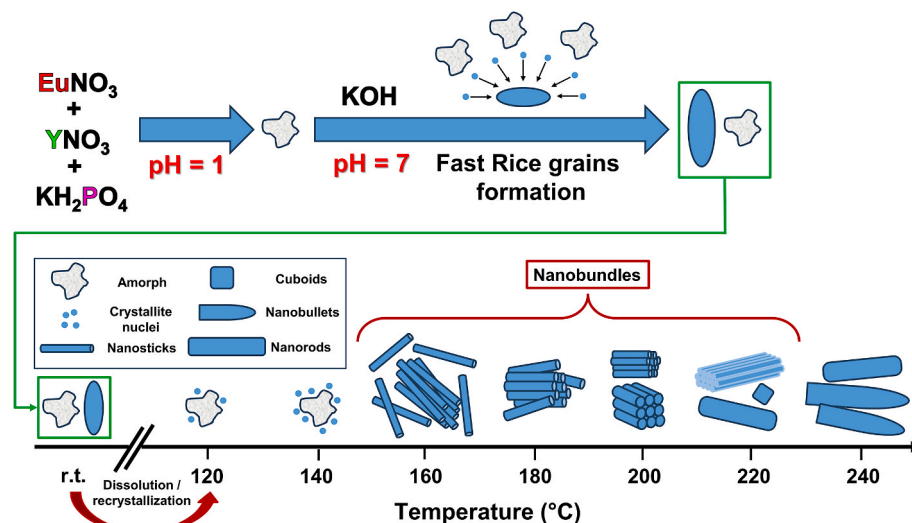 EuNO₃
+
YNO₃
+
KH₂PO₄
pH = 1
KOH
pH = 7
Fast Rice grains
formation
Amorph
Cuboids
Crystallite
nuclei
Nanobullets
Nanosticks
Nanorods
Nanobundles
r.t.
Dissolution /
recrystallization
120
140
160
180
200
220
240
Temperature (°C)